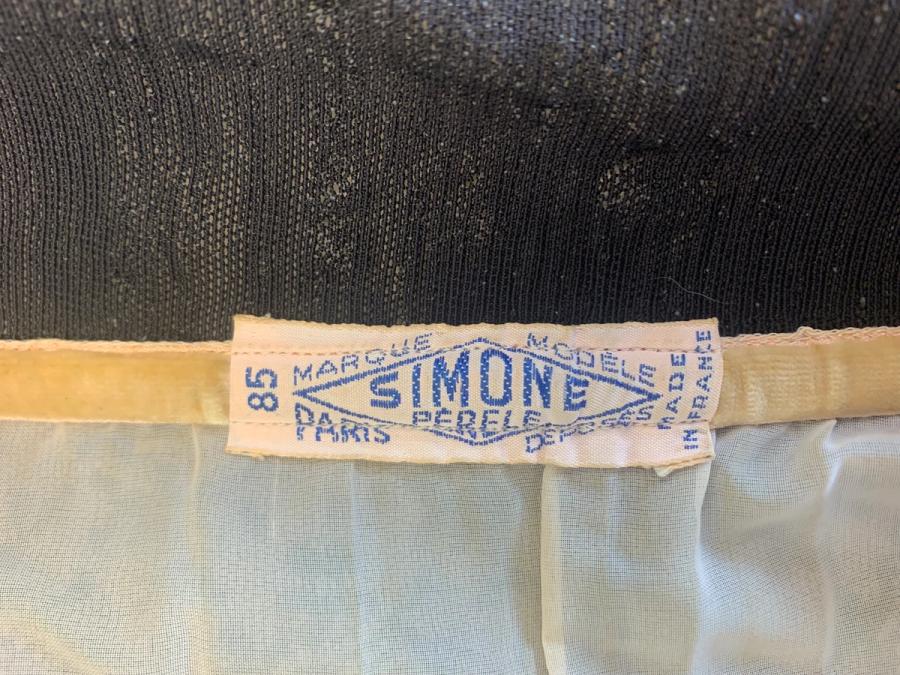 85
MARQUE MODÈLE
SIMONE
PÉRÈLE
PARIS DÉPOSÉS
MADE
IN FRANCE